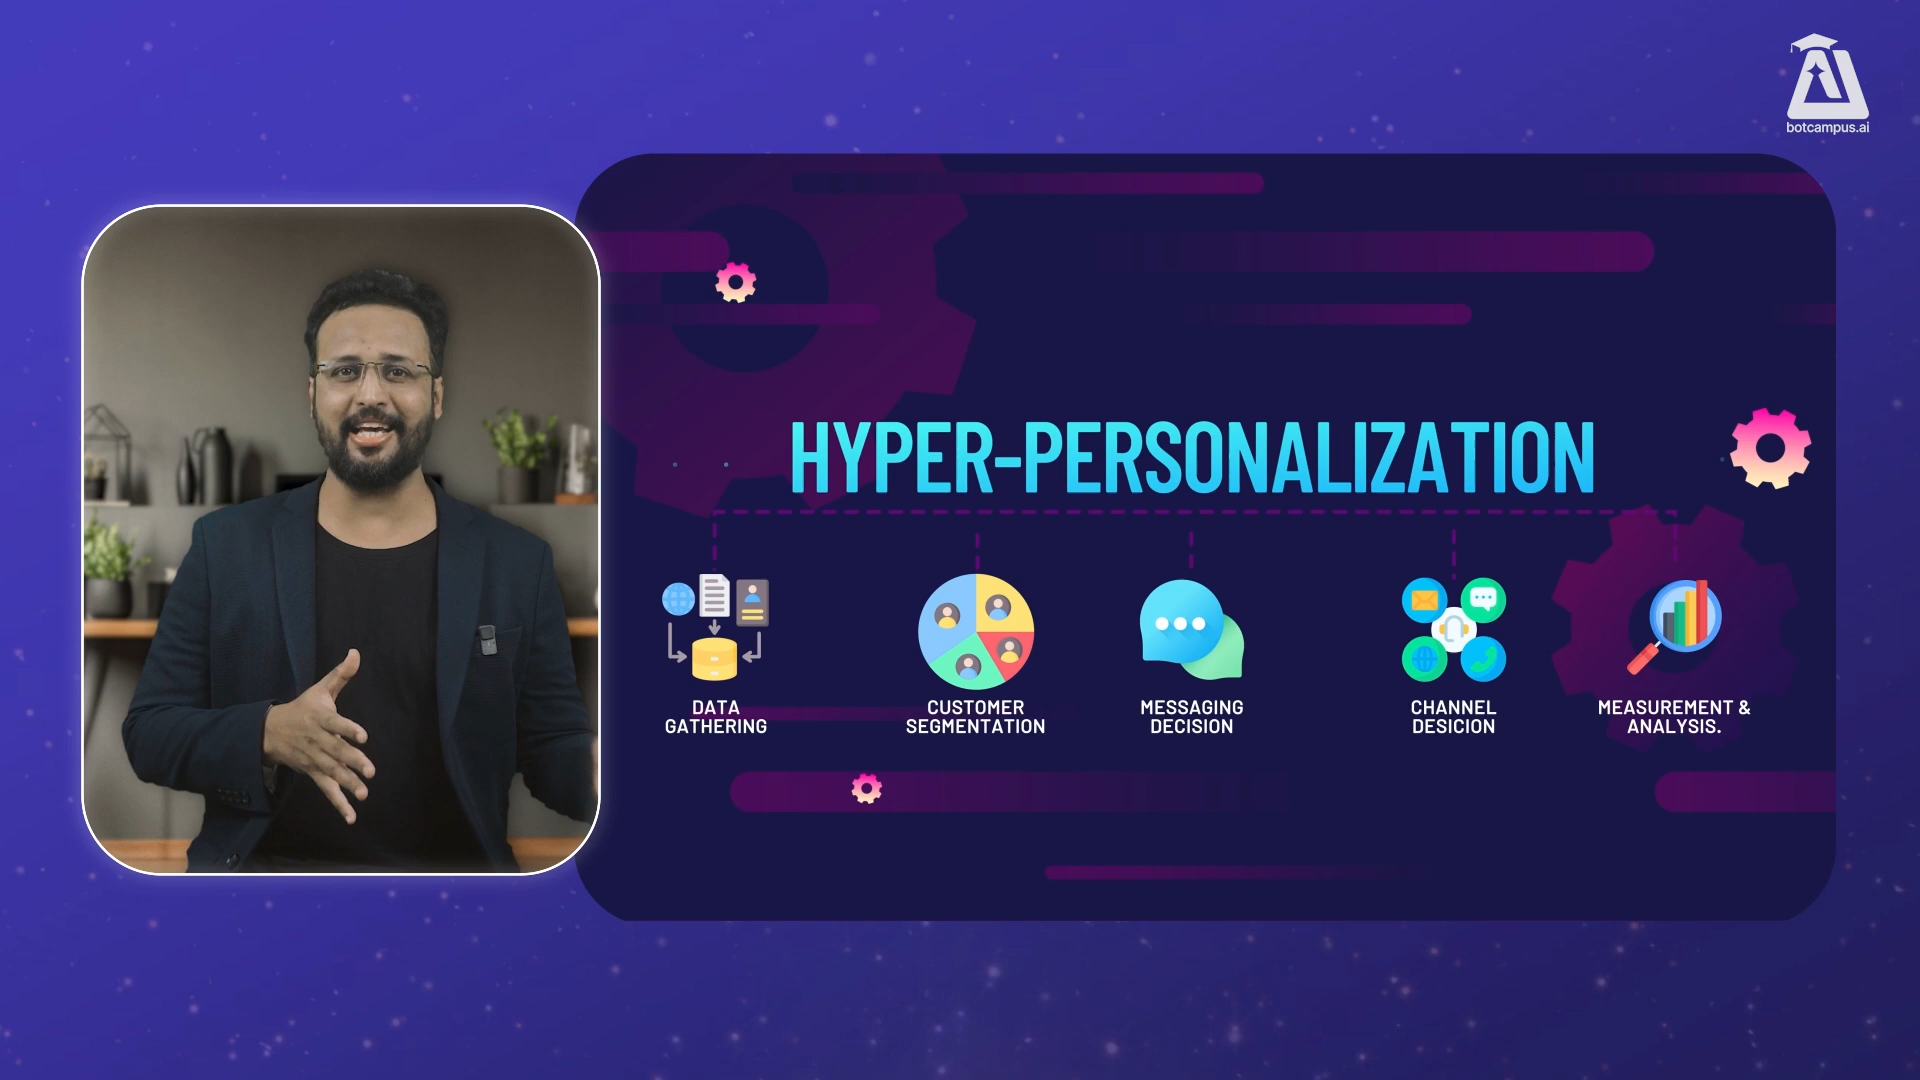 botcampus.ai
HYPER-PERSONALIZATION
DATA
GATHERING
CUSTOMER
SEGMENTATION
MESSAGING
DECISION
CHANNEL
DESICION
MEASUREMENT &
ANALYSIS.